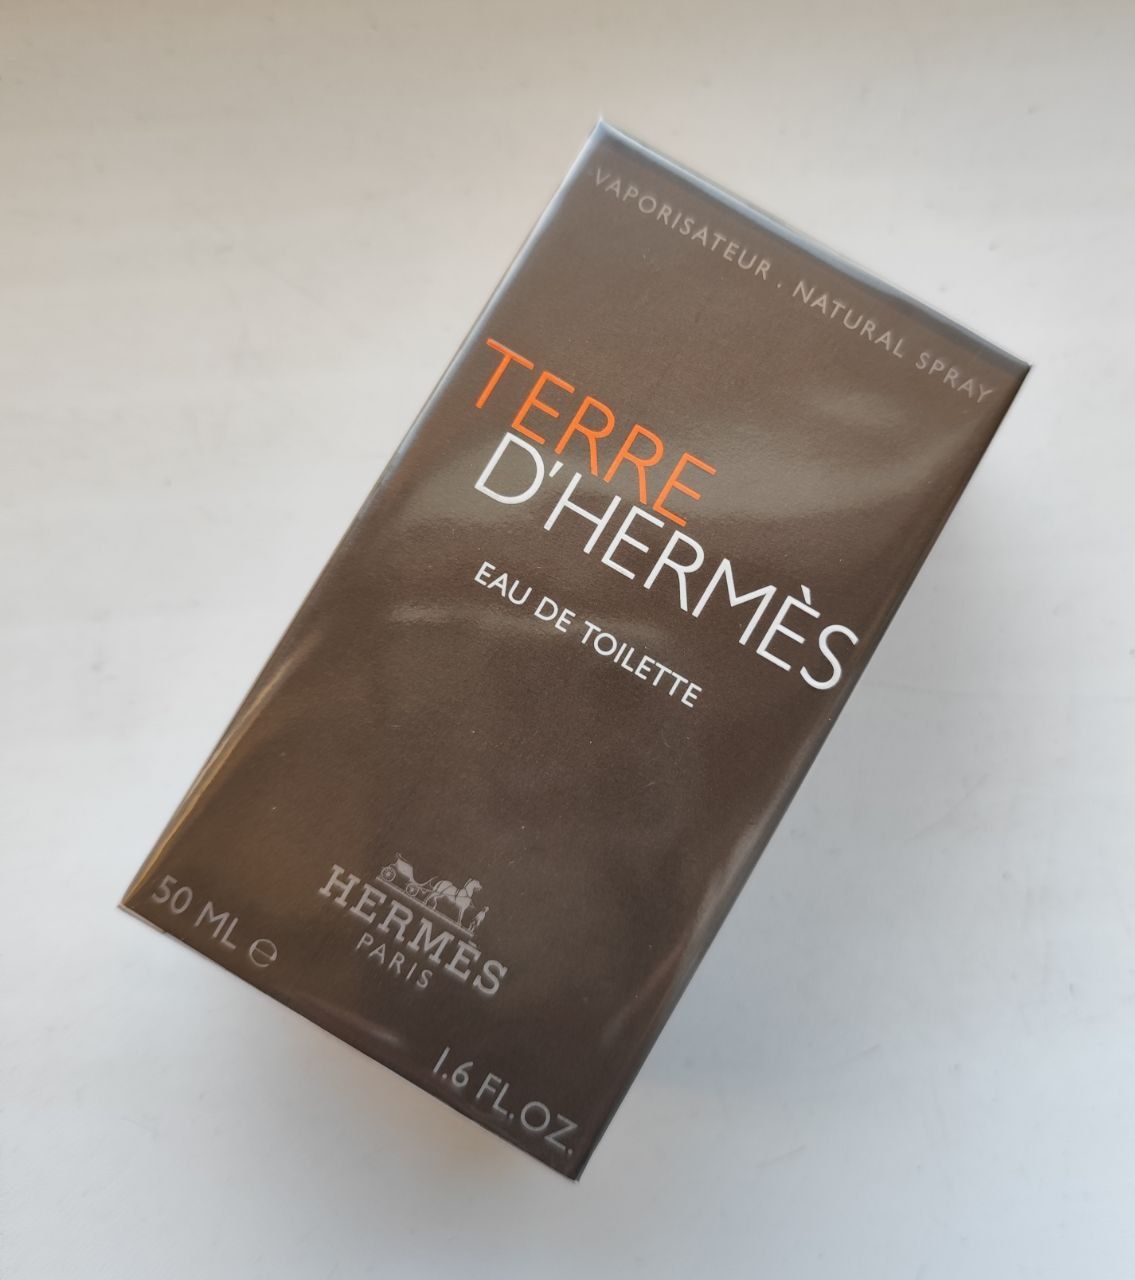 VAPORISATEUR . NATURAL SPRAY
TERRE
D'HERMÈS
EAU DE TOILETTE
HERMÈS
PARIS
50 ML ℮
1.6 FL.OZ.